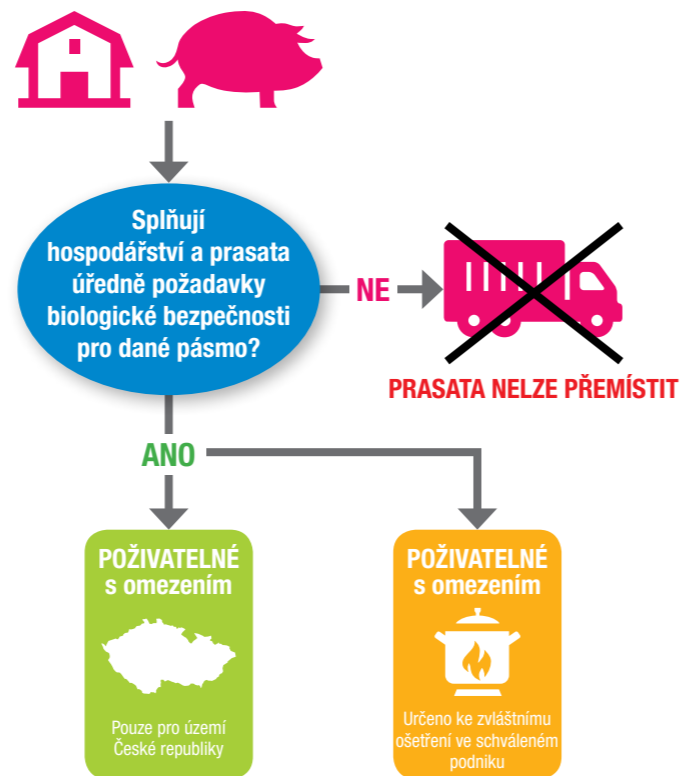 Splňují
hospodářství a prasata
úředně požadavky
biologické bezpečnosti
pro dané pásmo?
NE
PRASATA NELZE PŘEMÍSTIT
ANO
POŽIVATELNÉ
s omezením
Pouze pro území
České republiky
POŽIVATELNÉ
s omezením
Určeno ke zvláštnímu
ošetření ve schváleném
podniku